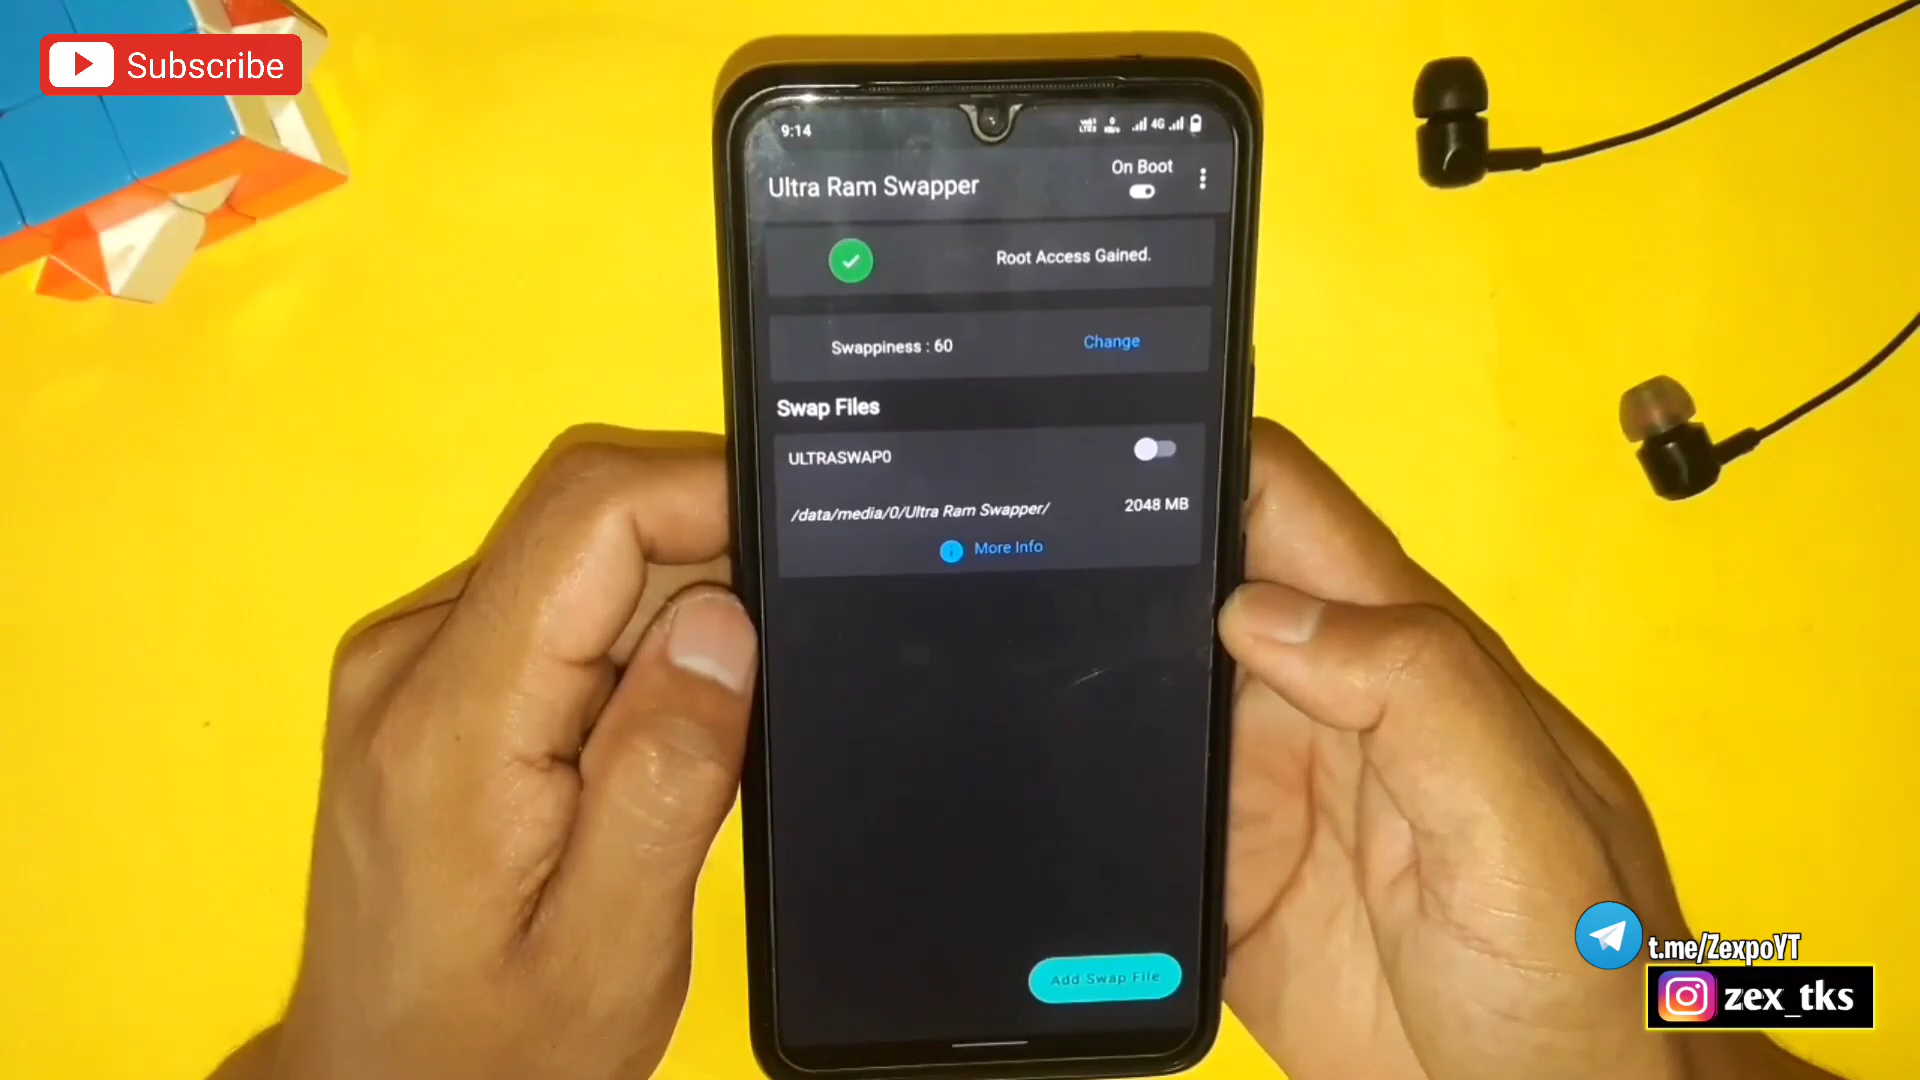 Subscribe
9:14
4G
On Boot
Ultra Ram Swapper
Root Access Gained.
Swappiness : 60
Change
Swap Files
ULTRASWAP0
/data/media/0/Ultra Ram Swapper/
2048 MB
More Info
Add Swap File
t.me/ZexpoYT
zex_tks